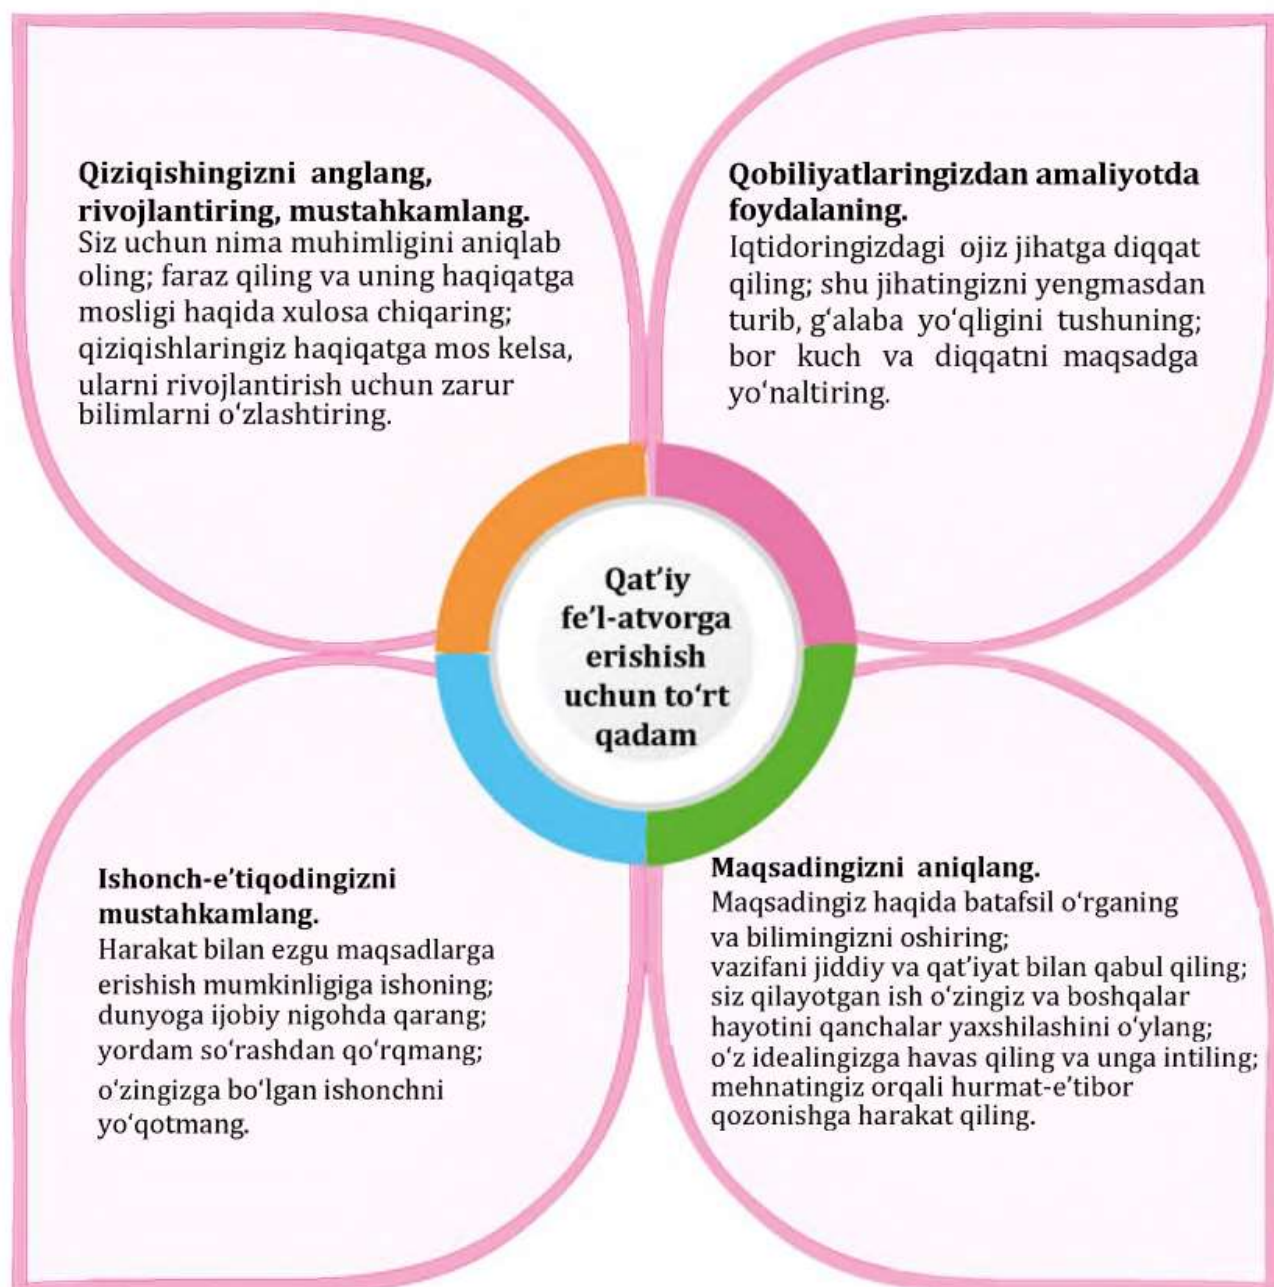 Qiziqishingizni anglang,
rivojlantiring, mustahkamlang.
Siz uchun nima muhimligini aniqlab
oling; faraz qiling va uning haqiqatga
mosligi haqida xulosa chiqaring;
qiziqishlaringiz haqiqatga mos kelsa,
ularni rivojlantirish uchun zarur
bilimlarni o‘zlashtiring.
Qobiliyatlaringizdan amaliyotda
foydalaning.
Iqtidoringizdagi ojiz jihatga diqqat
qiling; shu jihatingizni yengmasdan
turib, g‘alaba yo‘qligini tushuning;
bor kuch va diqqatni maqsadga
yo‘naltiring.
Qat’iy
fe’l-atvorga
erishish
uchun to‘rt
qadam
Ishonch-e’tiqodingizni
mustahkamlang.
Harakat bilan ezgu maqsadlarga
erishish mumkinligiga ishoning;
dunyoga ijobiy nigohda qarang;
yordam so‘rashdan qo‘rqmang;
o‘zingizga bo‘lgan ishonchni
yo‘qotmang.
Maqsadingizni aniqlang.
Maqsadingiz haqida batafsil o‘rganing
va bilimingizni oshiring;
vazifani jiddiy va qat’iyat bilan qabul qiling;
siz qilayotgan ish o‘zingiz va boshqalar
hayotini qanchalar yaxshilashini o‘ylang;
o‘z idealingizga havas qiling va unga intiling;
mehnatingiz orqali hurmat-e’tibor
qozonishga harakat qiling.